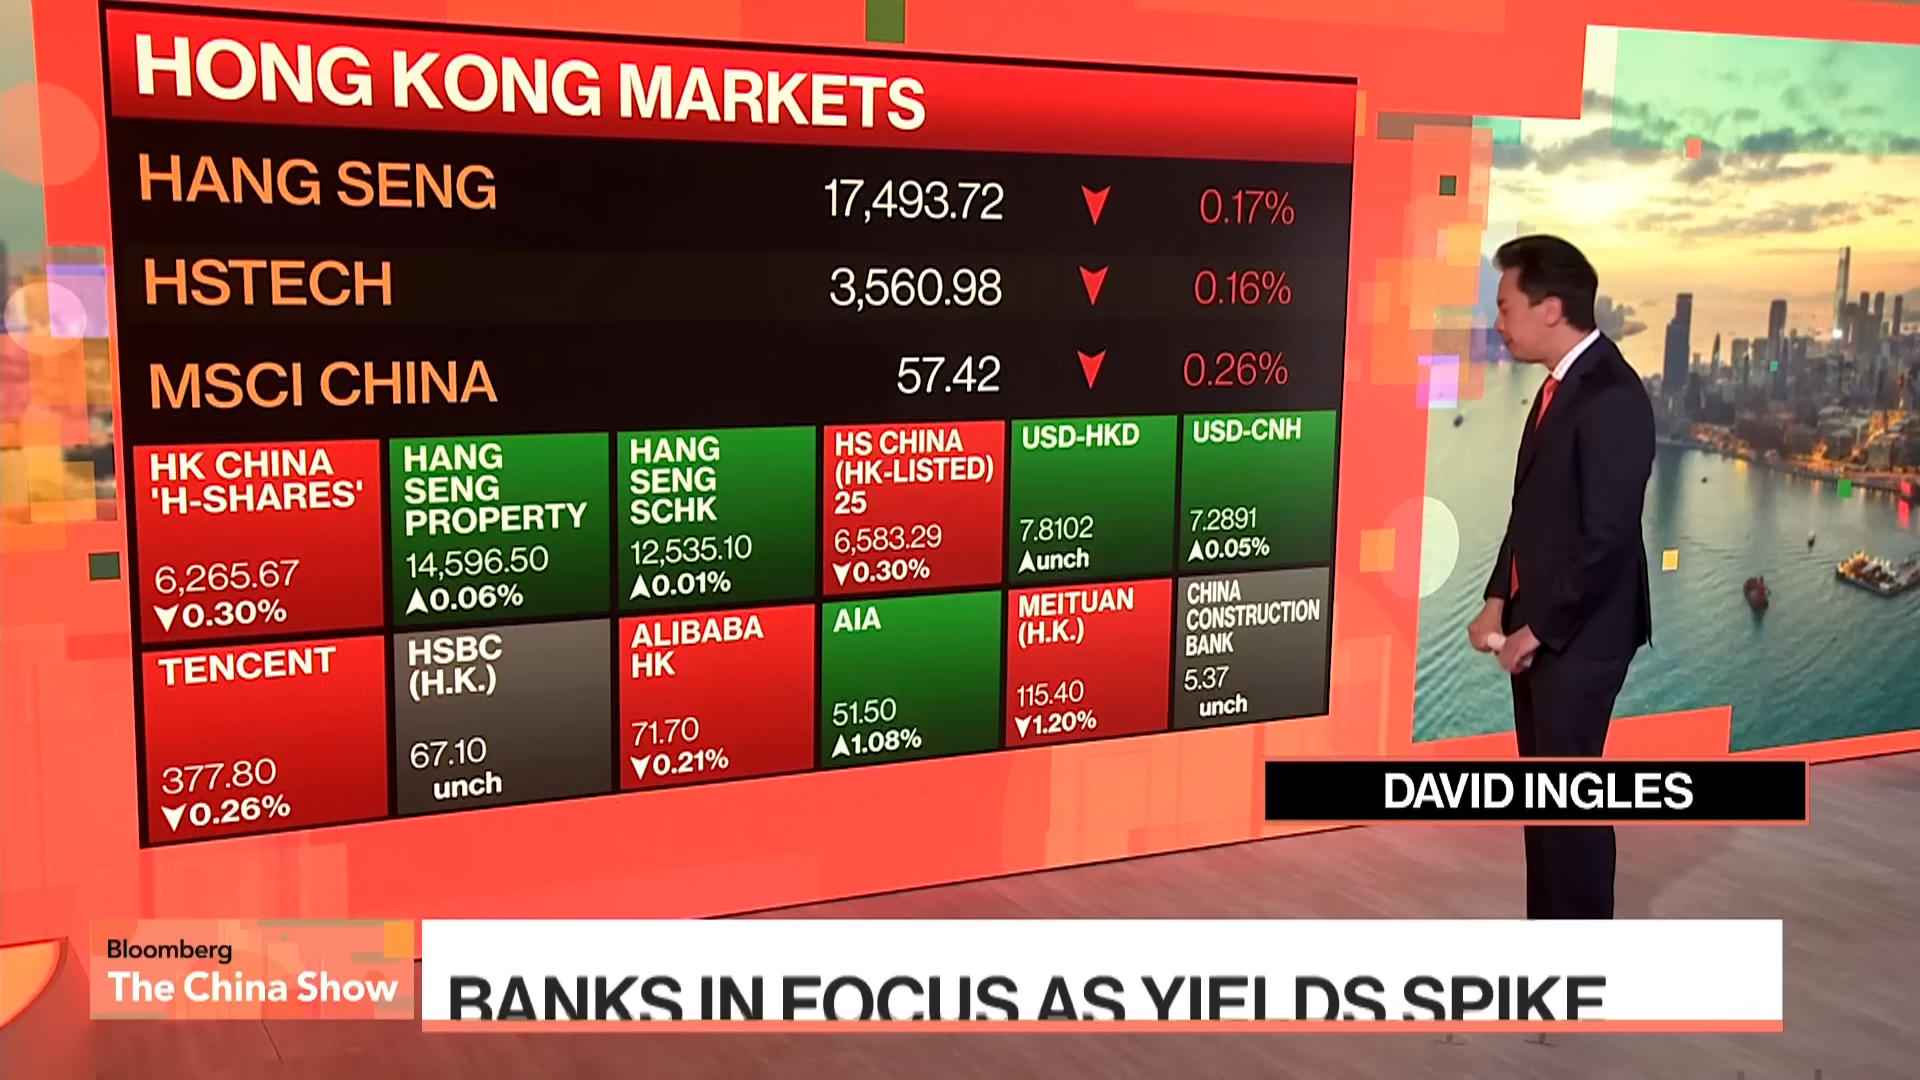 HONG KONG MARKETS
HANG SENG 17,493.72 ▼ 0.17%
HSTECH 3,560.98 ▼ 0.16%
MSCI CHINA 57.42 ▼ 0.26%
HK CHINA
'H-SHARES'
6,265.67
▼0.30%
HANG
SENG
PROPERTY
14,596.50
▲0.06%
HANG
SENG
SCHK
12,535.10
▲0.01%
HS CHINA
(HK-LISTED)
25
6,583.29
▼0.30%
USD-HKD
7.8102
▲unch
USD-CNH
7.2891
▲0.05%
TENCENT
377.80
▼0.26%
HSBC
(H.K.)
67.10
unch
ALIBABA
HK
71.70
▼0.21%
AIA
51.50
▲1.08%
MEITUAN
(H.K.)
115.40
▼1.20%
CHINA
CONSTRUCTION
BANK
5.37
unch
DAVID INGLES
Bloomberg
The China Show
BANKS IN FOCUS AS YIELDS SPIKE